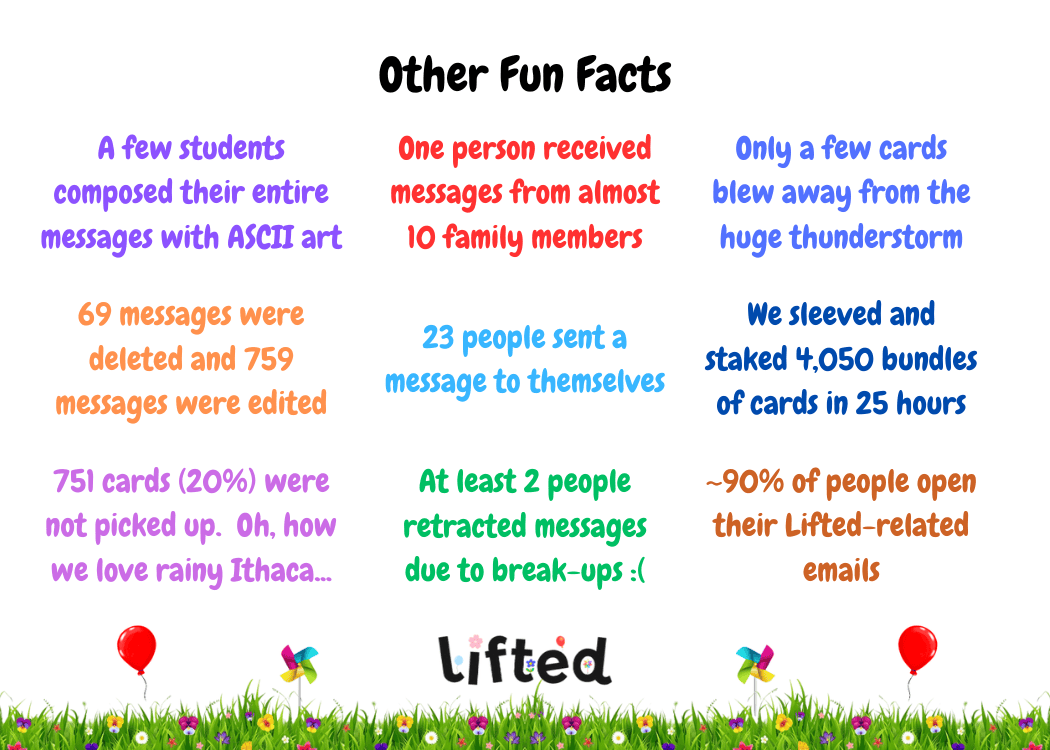 Other Fun Facts
A few students
composed their entire
messages with ASCII art
One person received
messages from almost
10 family members
Only a few cards
blew away from the
huge thunderstorm
69 messages were
deleted and 759
messages were edited
23 people sent a
message to themselves
We sleeved and
staked 4,050 bundles
of cards in 25 hours
751 cards (20%) were
not picked up.  Oh, how
we love rainy Ithaca...
At least 2 people
retracted messages
due to break-ups :(
~90% of people open
their Lifted-related
emails
lifted